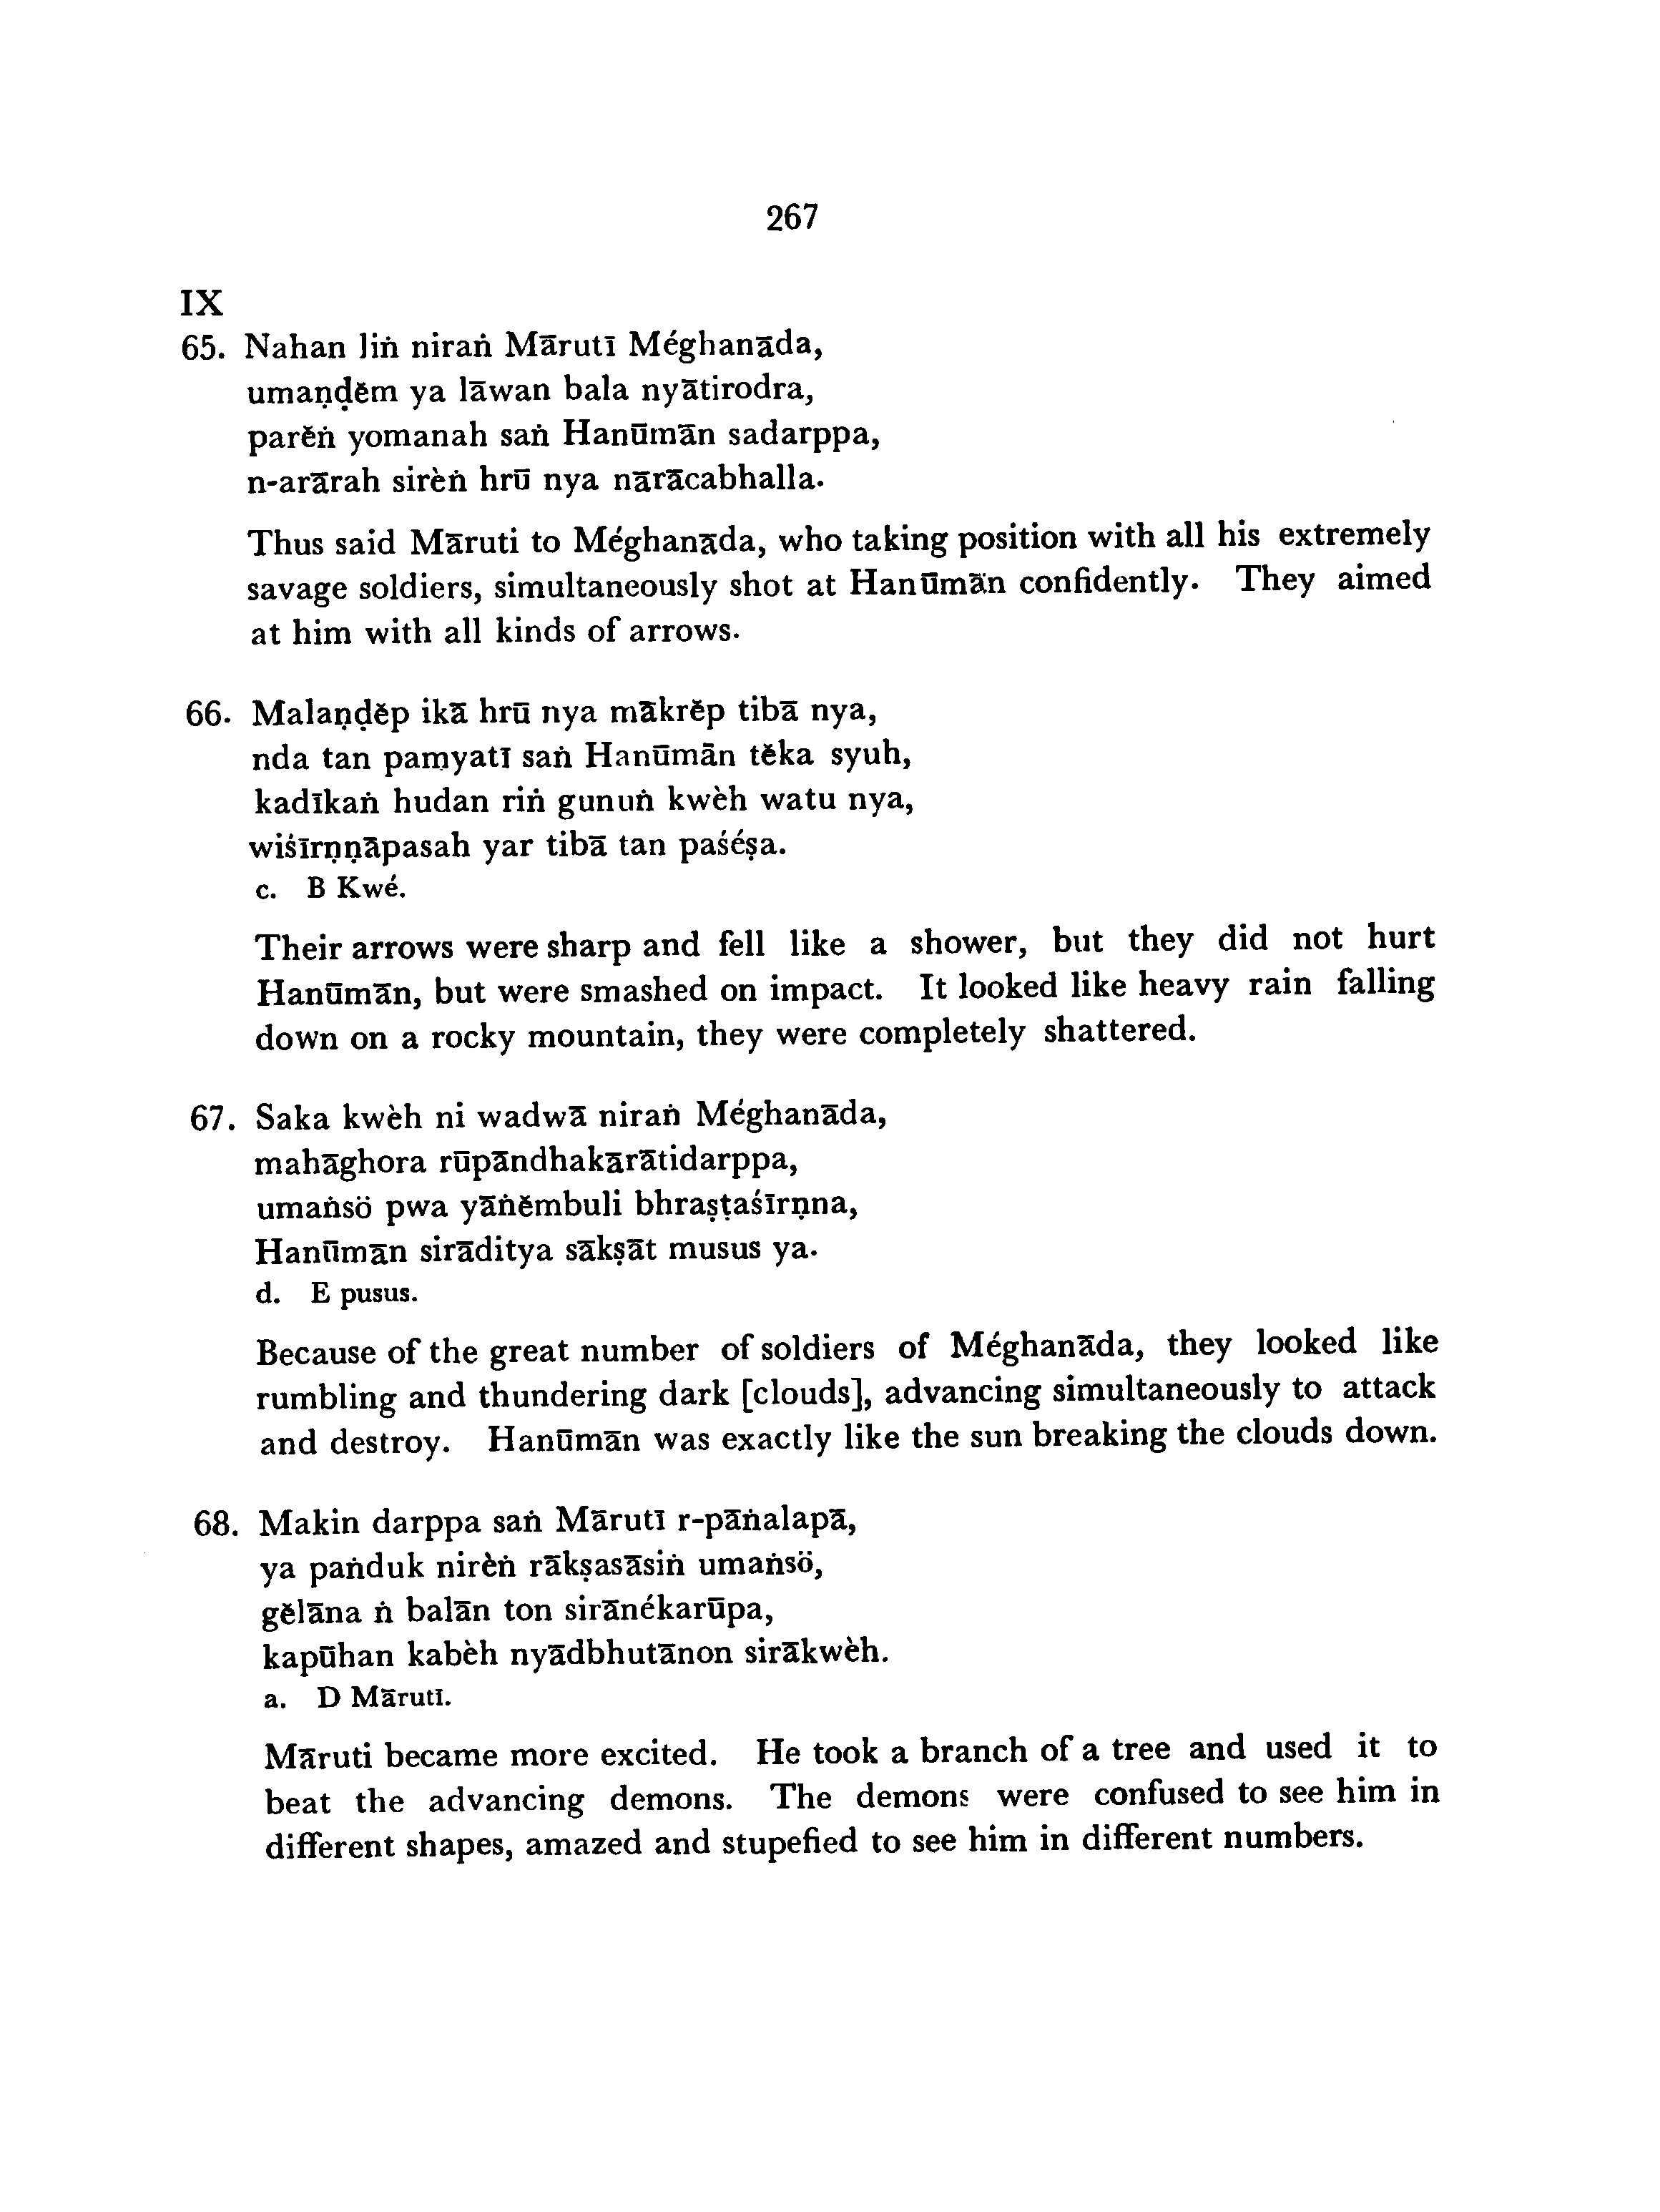 267
IX
65. Nahan liṅ niraṅ Mārutī Méghanāda,
umaṇḍĕm ya lāwan bala nyātirodra,
parĕṅ yomanah saṅ Hanūmān sadarppa,
n-arārah sirèṅ hrū nya nārācabhalla.
Thus said Māruti to Méghanāda, who taking position with all his extremely
savage soldiers, simultaneously shot at Hanūmān confidently. They aimed
at him with all kinds of arrows.
66. Malaṇḍĕp ikā hrū nya mākrĕp tibā nya,
nda tan paṃyatī saṅ Hanūmān tĕka syuh,
kadīkaṅ hudan riṅ gunuṅ kwèh watu nya,
wiśīrṇṇāpasah yar tibā tan paśéṣa.
c. B Kwé.
Their arrows were sharp and fell like a shower, but they did not hurt
Hanūmān, but were smashed on impact. It looked like heavy rain falling
down on a rocky mountain, they were completely shattered.
67. Saka kwèh ni wadwā niraṅ Méghanāda,
mahāghora rūpāndhakārātidarppa,
umaṅsö pwa yāṅĕmbuli bhraṣṭaśīrṇna,
Hanūmān sirāditya sākṣāt musus ya.
d. E pusus.
Because of the great number of soldiers of Méghanāda, they looked like
rumbling and thundering dark [clouds], advancing simultaneously to attack
and destroy. Hanūmān was exactly like the sun breaking the clouds down.
68. Makin darppa saṅ Mārutī r-pāṅalapā,
ya paṅduk nirèṅ rākṣasāsiṅ umaṅsö,
gĕlāna ṅ balān ton sirānékarūpa,
kapūhan kabèh nyādbhutānon sirākwèh.
a. D Mārutī.
Māruti became more excited. He took a branch of a tree and used it to
beat the advancing demons. The demons were confused to see him in
different shapes, amazed and stupefied to see him in different numbers.